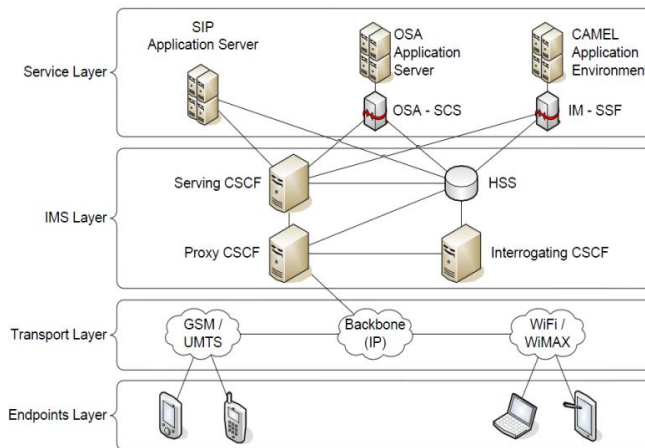 SIP
Application Server
OSA
Application
Server
CAMEL
Application
Environment
Service Layer
OSA - SCS
IM - SSF
Serving CSCF
HSS
IMS Layer
Proxy CSCF
Interrogating CSCF
GSM /
UMTS
Backbone
(IP)
WiFi /
WiMAX
Transport Layer
Endpoints Layer